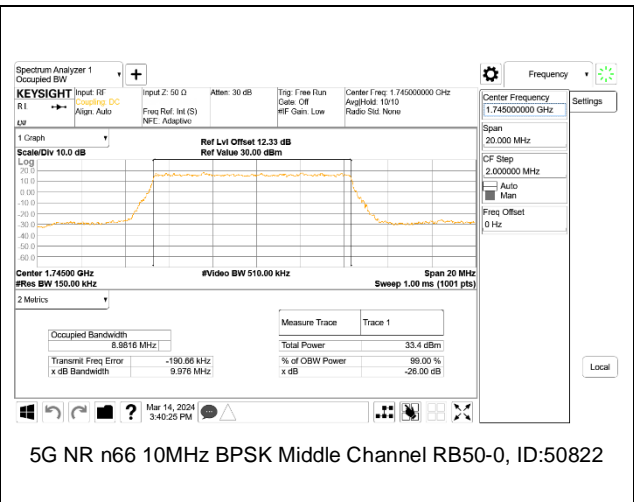 Spectrum Analyzer 1
Occupied BW
Frequency
KEYSIGHT Input: RF Input Z: 50 Ω Atten: 30 dB Trig: Free Run Center Freq: 1.745000000 GHz
RL Coupling: DC Gate: Off Avg|Hold: 10/10
Align: Auto Freq Ref: Int (S) #IF Gain: Low Radio Std: None
NFE: Adaptive
Center Frequency
1.745000000 GHz
Settings
Span
20.000 MHz
CF Step
2.000000 MHz
Auto
Man
Freq Offset
0 Hz
1 Graph
Ref Lvl Offset 12.33 dB
Scale/Div 10.0 dB Ref Value 30.00 dBm
Log
20.0
10.0
0.00
-10.0
-20.0
-30.0
-40.0
-50.0
-60.0
Center 1.74500 GHz #Video BW 510.00 kHz Span 20 MHz
#Res BW 150.00 kHz Sweep 1.00 ms (1001 pts)
2 Metrics
Measure Trace Trace 1
Occupied Bandwidth
8.9816 MHz Total Power 33.4 dBm
Transmit Freq Error -190.66 kHz % of OBW Power 99.00 %
x dB Bandwidth 9.976 MHz x dB -26.00 dB
Local
Mar 14, 2024
3:40:25 PM
5G NR n66 10MHz BPSK Middle Channel RB50-0, ID:50822